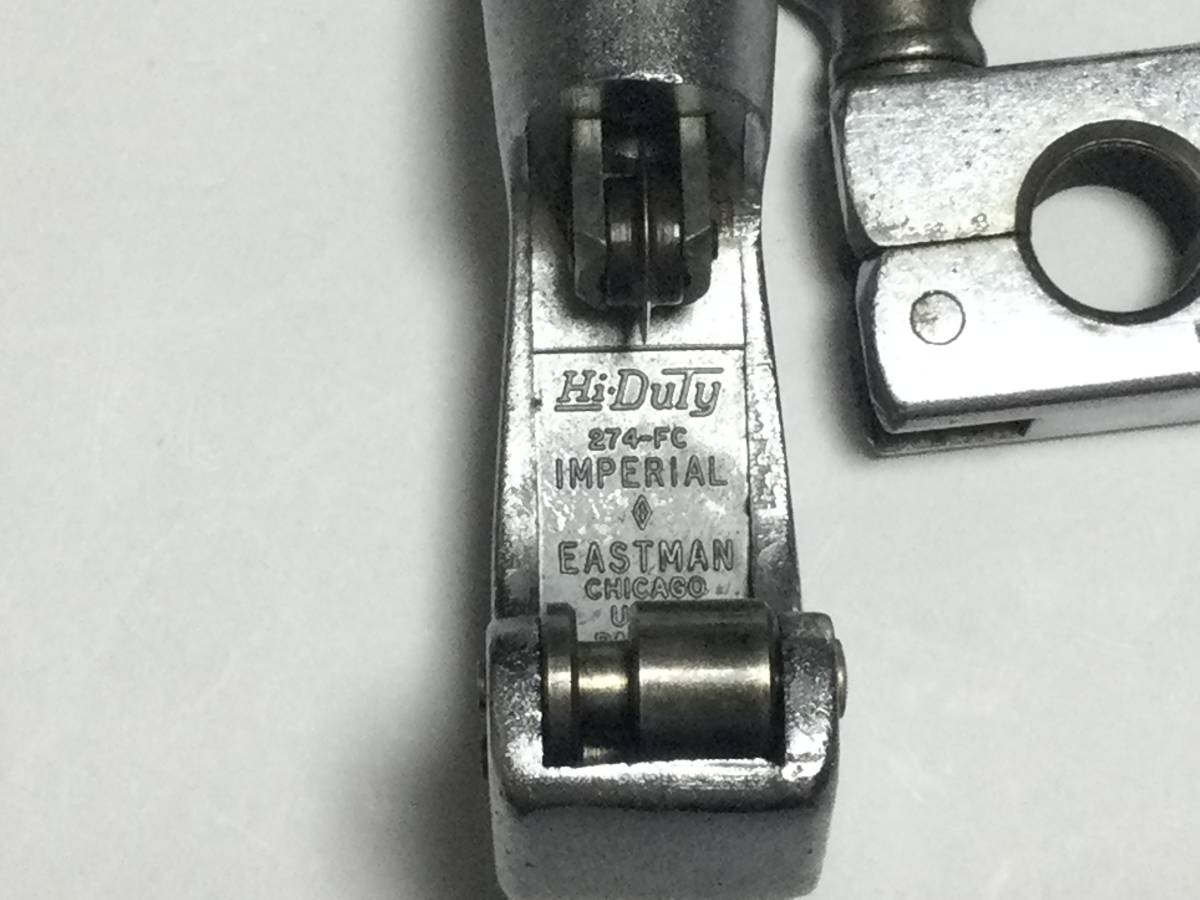 Hi·Duty
274-FC
IMPERIAL
EASTMAN
CHICAGO